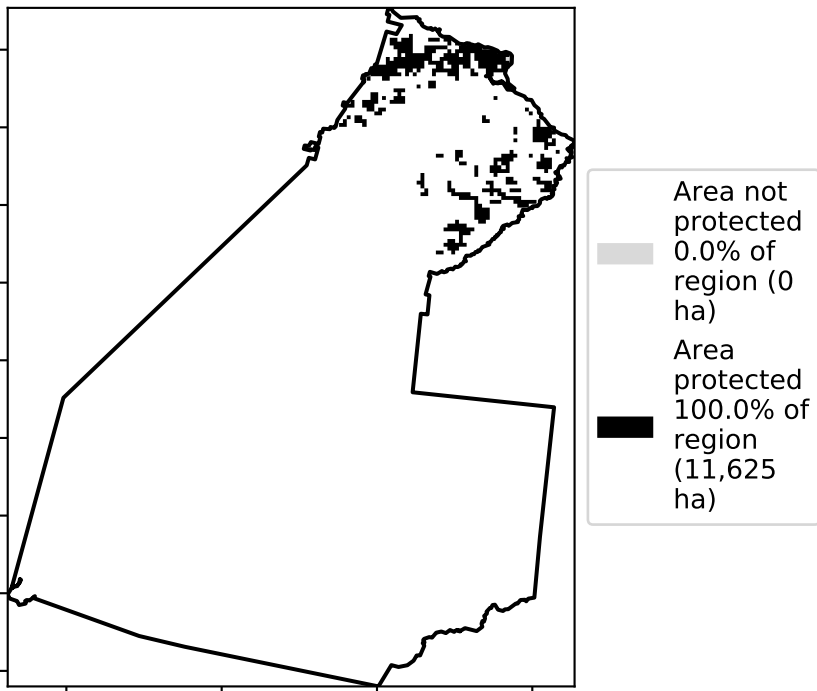 Area not
protected
0.0% of
region (0
ha)
Area
protected
100.0% of
region
(11,625
ha)